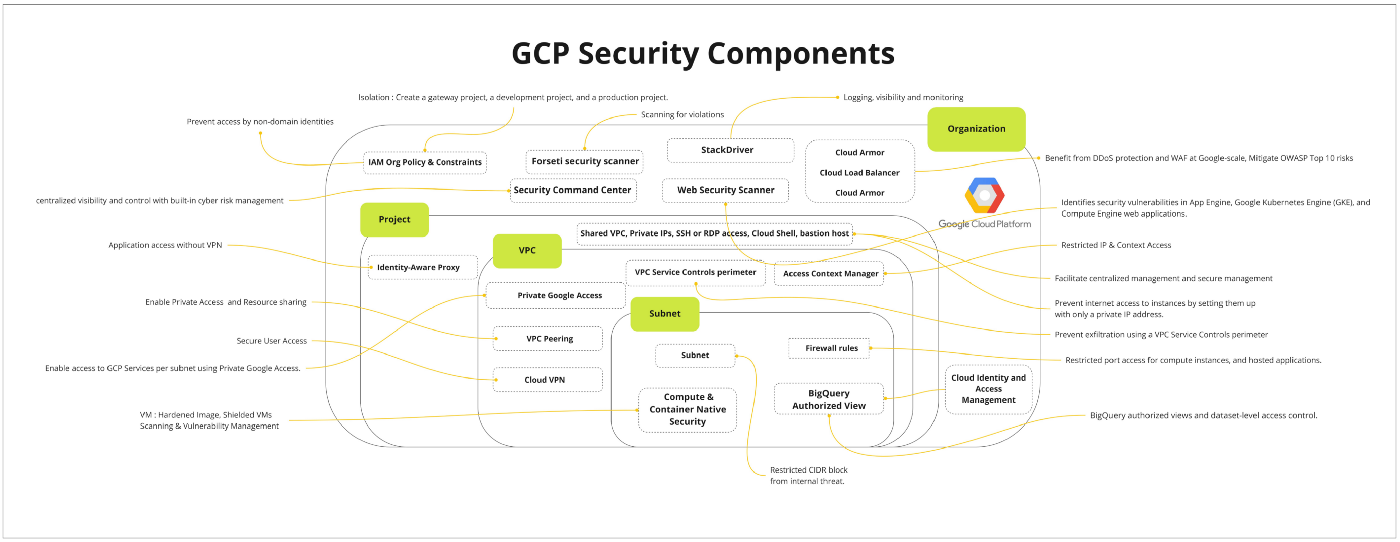 GCP Security Components
Isolation : Create a gateway project, a development project, and a production project.
Logging, visibility and monitoring
Scanning for violations
Prevent access by non-domain identities
Organization
StackDriver
Cloud Armor
IAM Org Policy & Constraints
Forseti security scanner
Benefit from DDoS protection and WAF at Google-scale, Mitigate OWASP Top 10 risks
Cloud Load Balancer
Security Command Center
Web Security Scanner
Cloud Armor
centralized visibility and control with built-in cyber risk management
Identifies security vulnerabilities in App Engine, Google Kubernetes Engine (GKE), and
Compute Engine web applications.
Google Cloud Platform
Project
Shared VPC, Private IPs, SSH or RDP access, Cloud Shell, bastion host
Application access without VPN
VPC
Restricted IP & Context Access
Identity-Aware Proxy
VPC Service Controls perimeter
Access Context Manager
Facilitate centralized management and secure management
Private Google Access
Enable Private Access and Resource sharing
Prevent internet access to instances by setting them up
with only a private IP address.
Subnet
Prevent exfiltration using a VPC Service Controls perimeter
Secure User Access
VPC Peering
Firewall rules
Subnet
Restricted port access for compute instances, and hosted applications.
Enable access to GCP Services per subnet using Private Google Access.
Cloud VPN
Cloud Identity and
Access
Management
Compute &
Container Native
Security
BigQuery
Authorized View
VM : Hardened Image, Shielded VMs
Scanning & Vulnerability Management
BigQuery authorized views and dataset-level access control.
Restricted CIDR block
from internal threat.